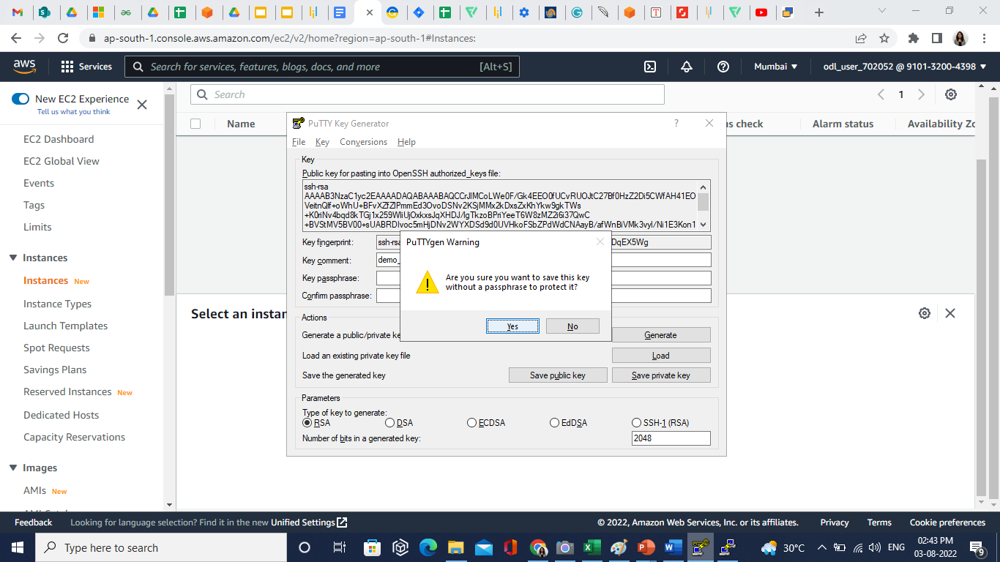 ap-south-1.console.aws.amazon.com/ec2/v2/home?region=ap-south-1#Instances:
aws
Services
Search for services, features, blogs, docs, and more
[Alt+S]
Mumbai
odl_user_702052 @ 9101-3200-4398
New EC2 Experience
Tell us what you think
EC2 Dashboard
EC2 Global View
Events
Tags
Limits
Instances
Instances New
Instance Types
Launch Templates
Spot Requests
Savings Plans
Reserved Instances New
Dedicated Hosts
Capacity Reservations
Images
AMIs New
Search
1
Name
us check
Alarm status
Availability Zo
Select an instan
PuTTY Key Generator
?
File Key Conversions Help
Key
Public key for pasting into OpenSSH authorized_keys file:
ssh-rsa
AAAAB3NzaC1yc2EAAAADAQABAAABAQCCrJIMCoLWe0F/Gk4EEO0fUCvRUOJtC27Bf0HzZ2Di5CWfAH41EO
VeitnQlf+oWhU+BFvXZfZIPmmEd3OvoDSNv2KSjMMx2kDxsZxKhYkw9gkTWs
+K0riNv4bqd8kTGj1x259WliUjOxkxsJqXHDJ/lgTkzoBPriYeeT6W8zMZ2i6i37QwC
+BVStMV5BV00+sUABRDIvoc5mHjDNv2WYXDSd9d0UVHkoFSbZPdWdCNAayB/afWnBiVMk3vyI/Ni1E3Kon1
Key fingerprint:
ssh-rsa
DqEX5Wg
Key comment:
demo_
Key passphrase:
Confirm passphrase:
Actions
Generate a public/private ke
Generate
Load an existing private key file
Load
Save the generated key
Save public key
Save private key
Parameters
Type of key to generate:
RSA
DSA
ECDSA
EdDSA
SSH-1 (RSA)
Number of bits in a generated key:
2048
PuTTYgen Warning
Are you sure you want to save this key
without a passphrase to protect it?
Yes
No
Feedback
Looking for language selection? Find it in the new Unified Settings
© 2022, Amazon Web Services, Inc. or its affiliates.
Privacy
Terms
Cookie preferences
Type here to search
30°C
ENG
02:43 PM
03-08-2022
9